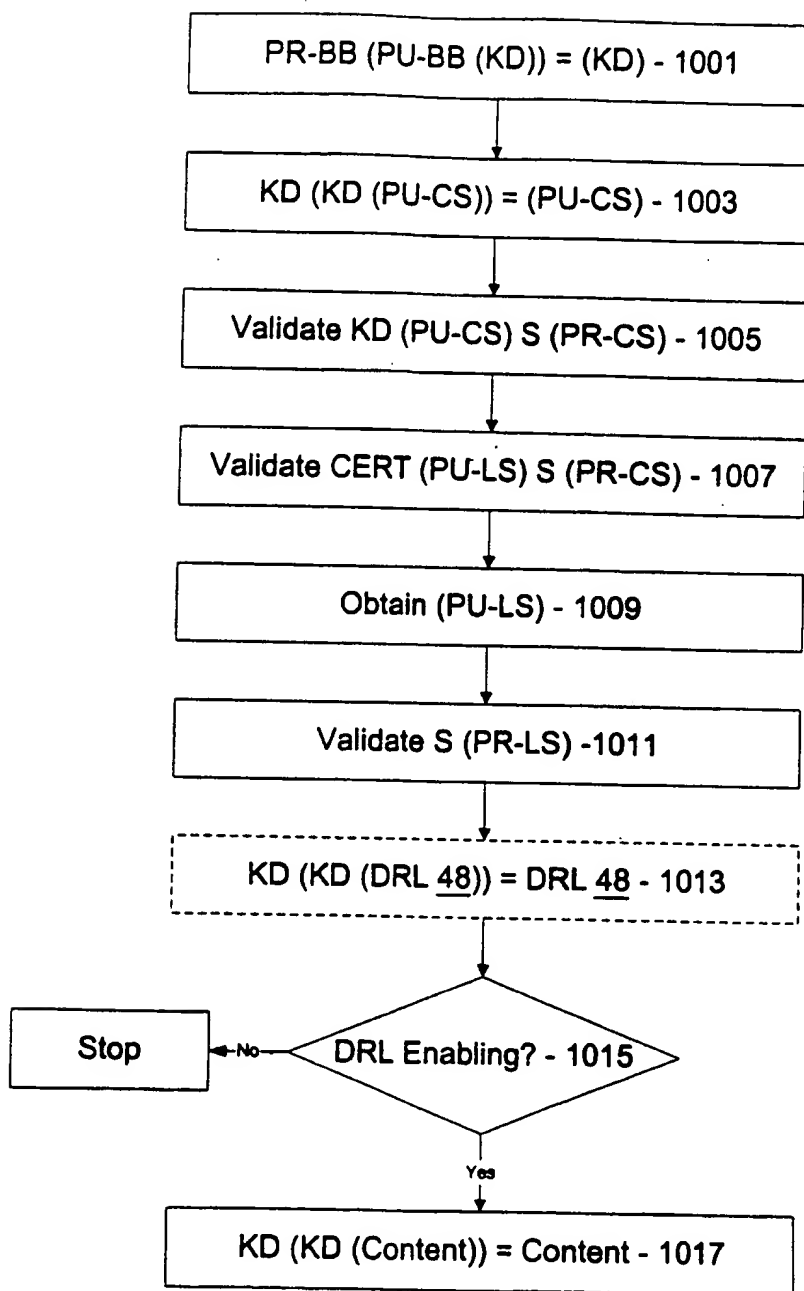 PR-BB (PU-BB (KD)) = (KD) - 1001
KD (KD (PU-CS)) = (PU-CS) - 1003
Validate KD (PU-CS) S (PR-CS) - 1005
Validate CERT (PU-LS) S (PR-CS) - 1007
Obtain (PU-LS) - 1009
Validate S (PR-LS) -1011
KD (KD (DRL 48)) = DRL 48 - 1013
DRL Enabling? - 1015
No
Stop
Yes
KD (KD (Content)) = Content - 1017